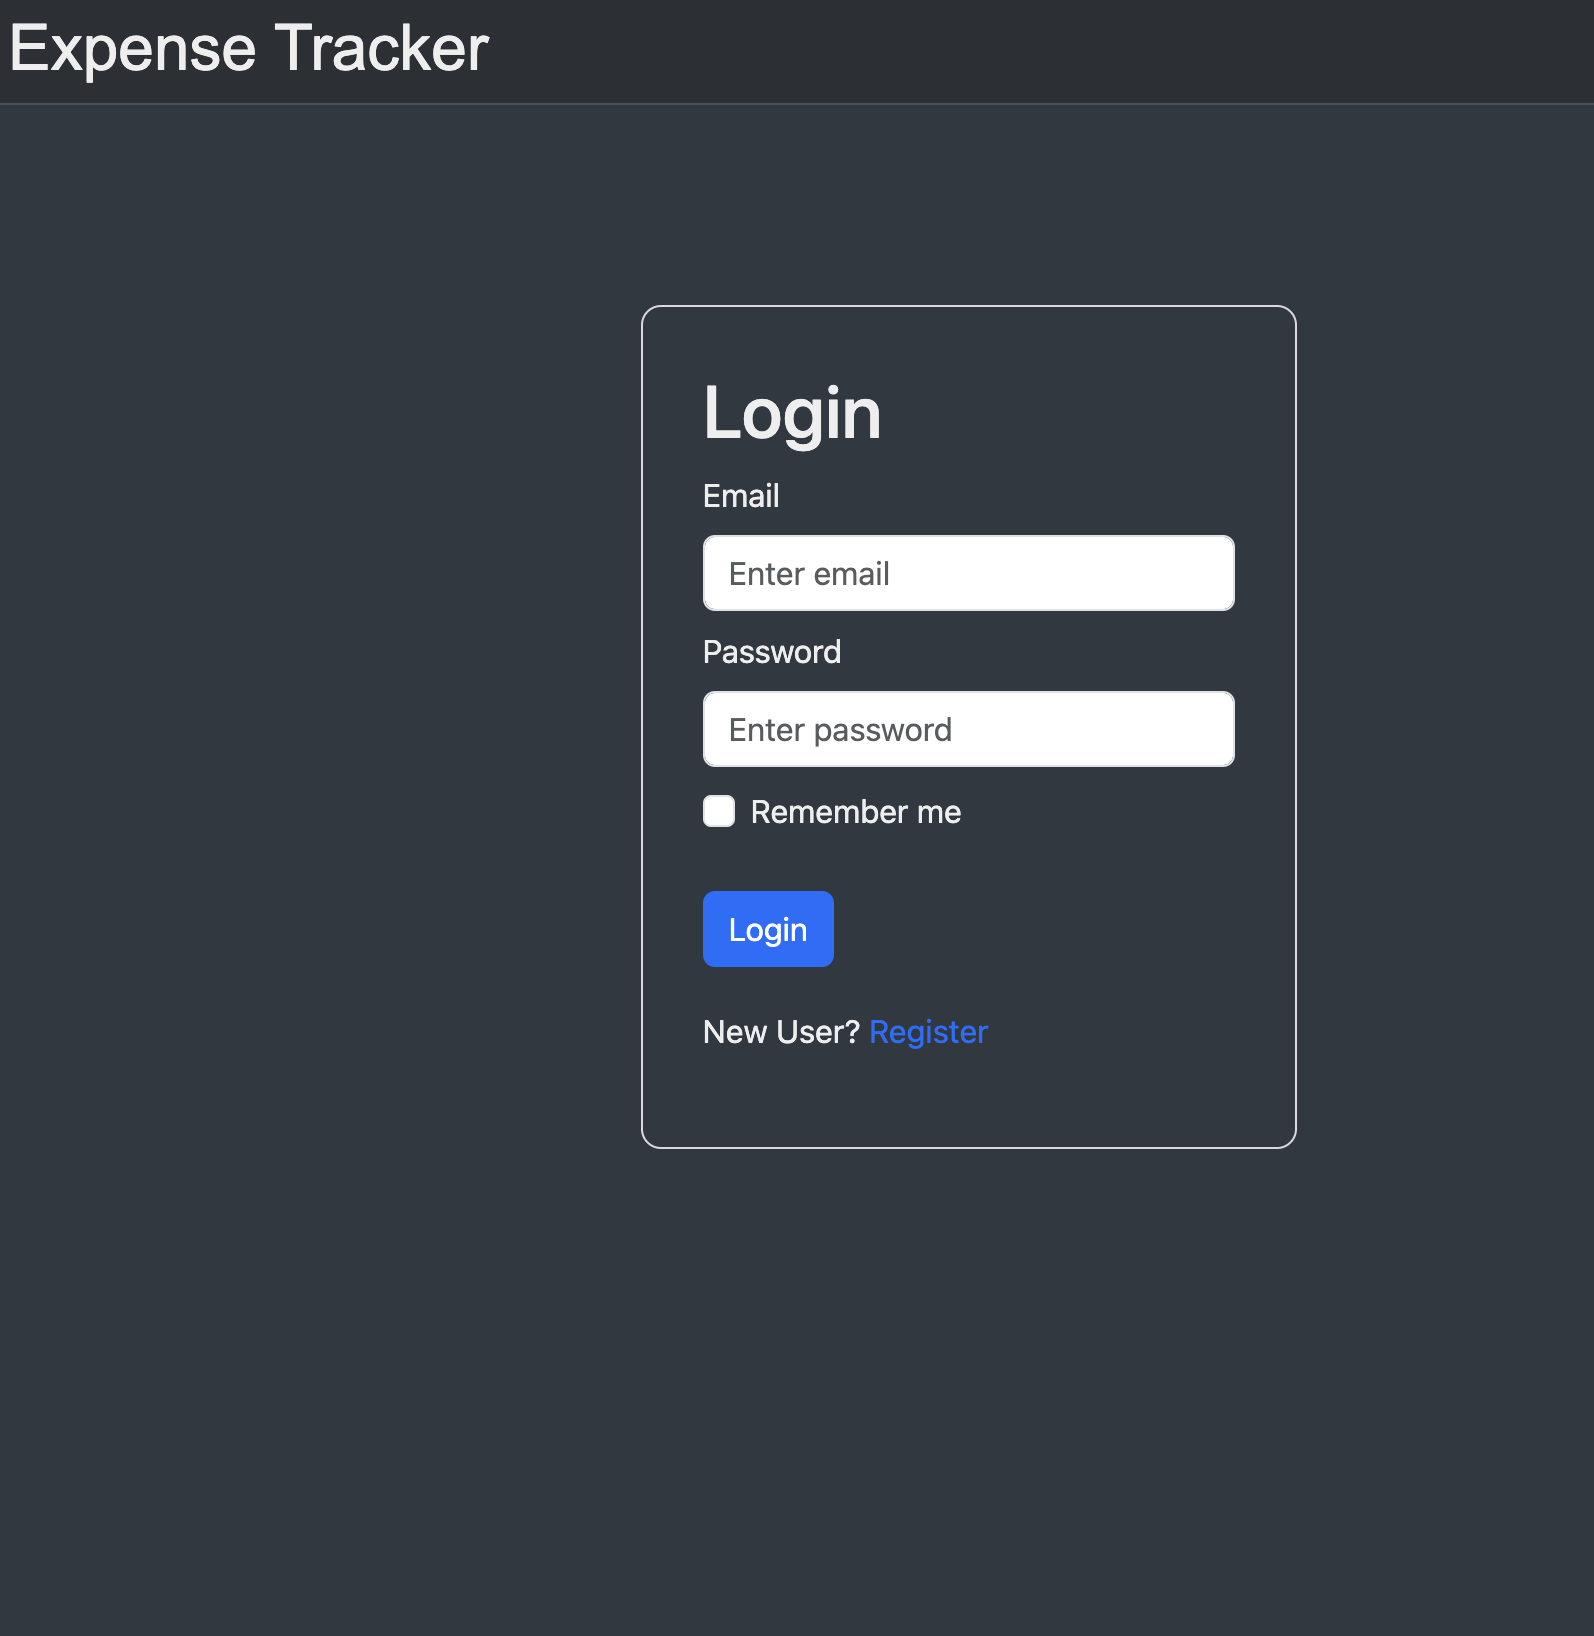 Expense Tracker
Login
Email
Enter email
Password
Enter password
Remember me
Login
New User? Register